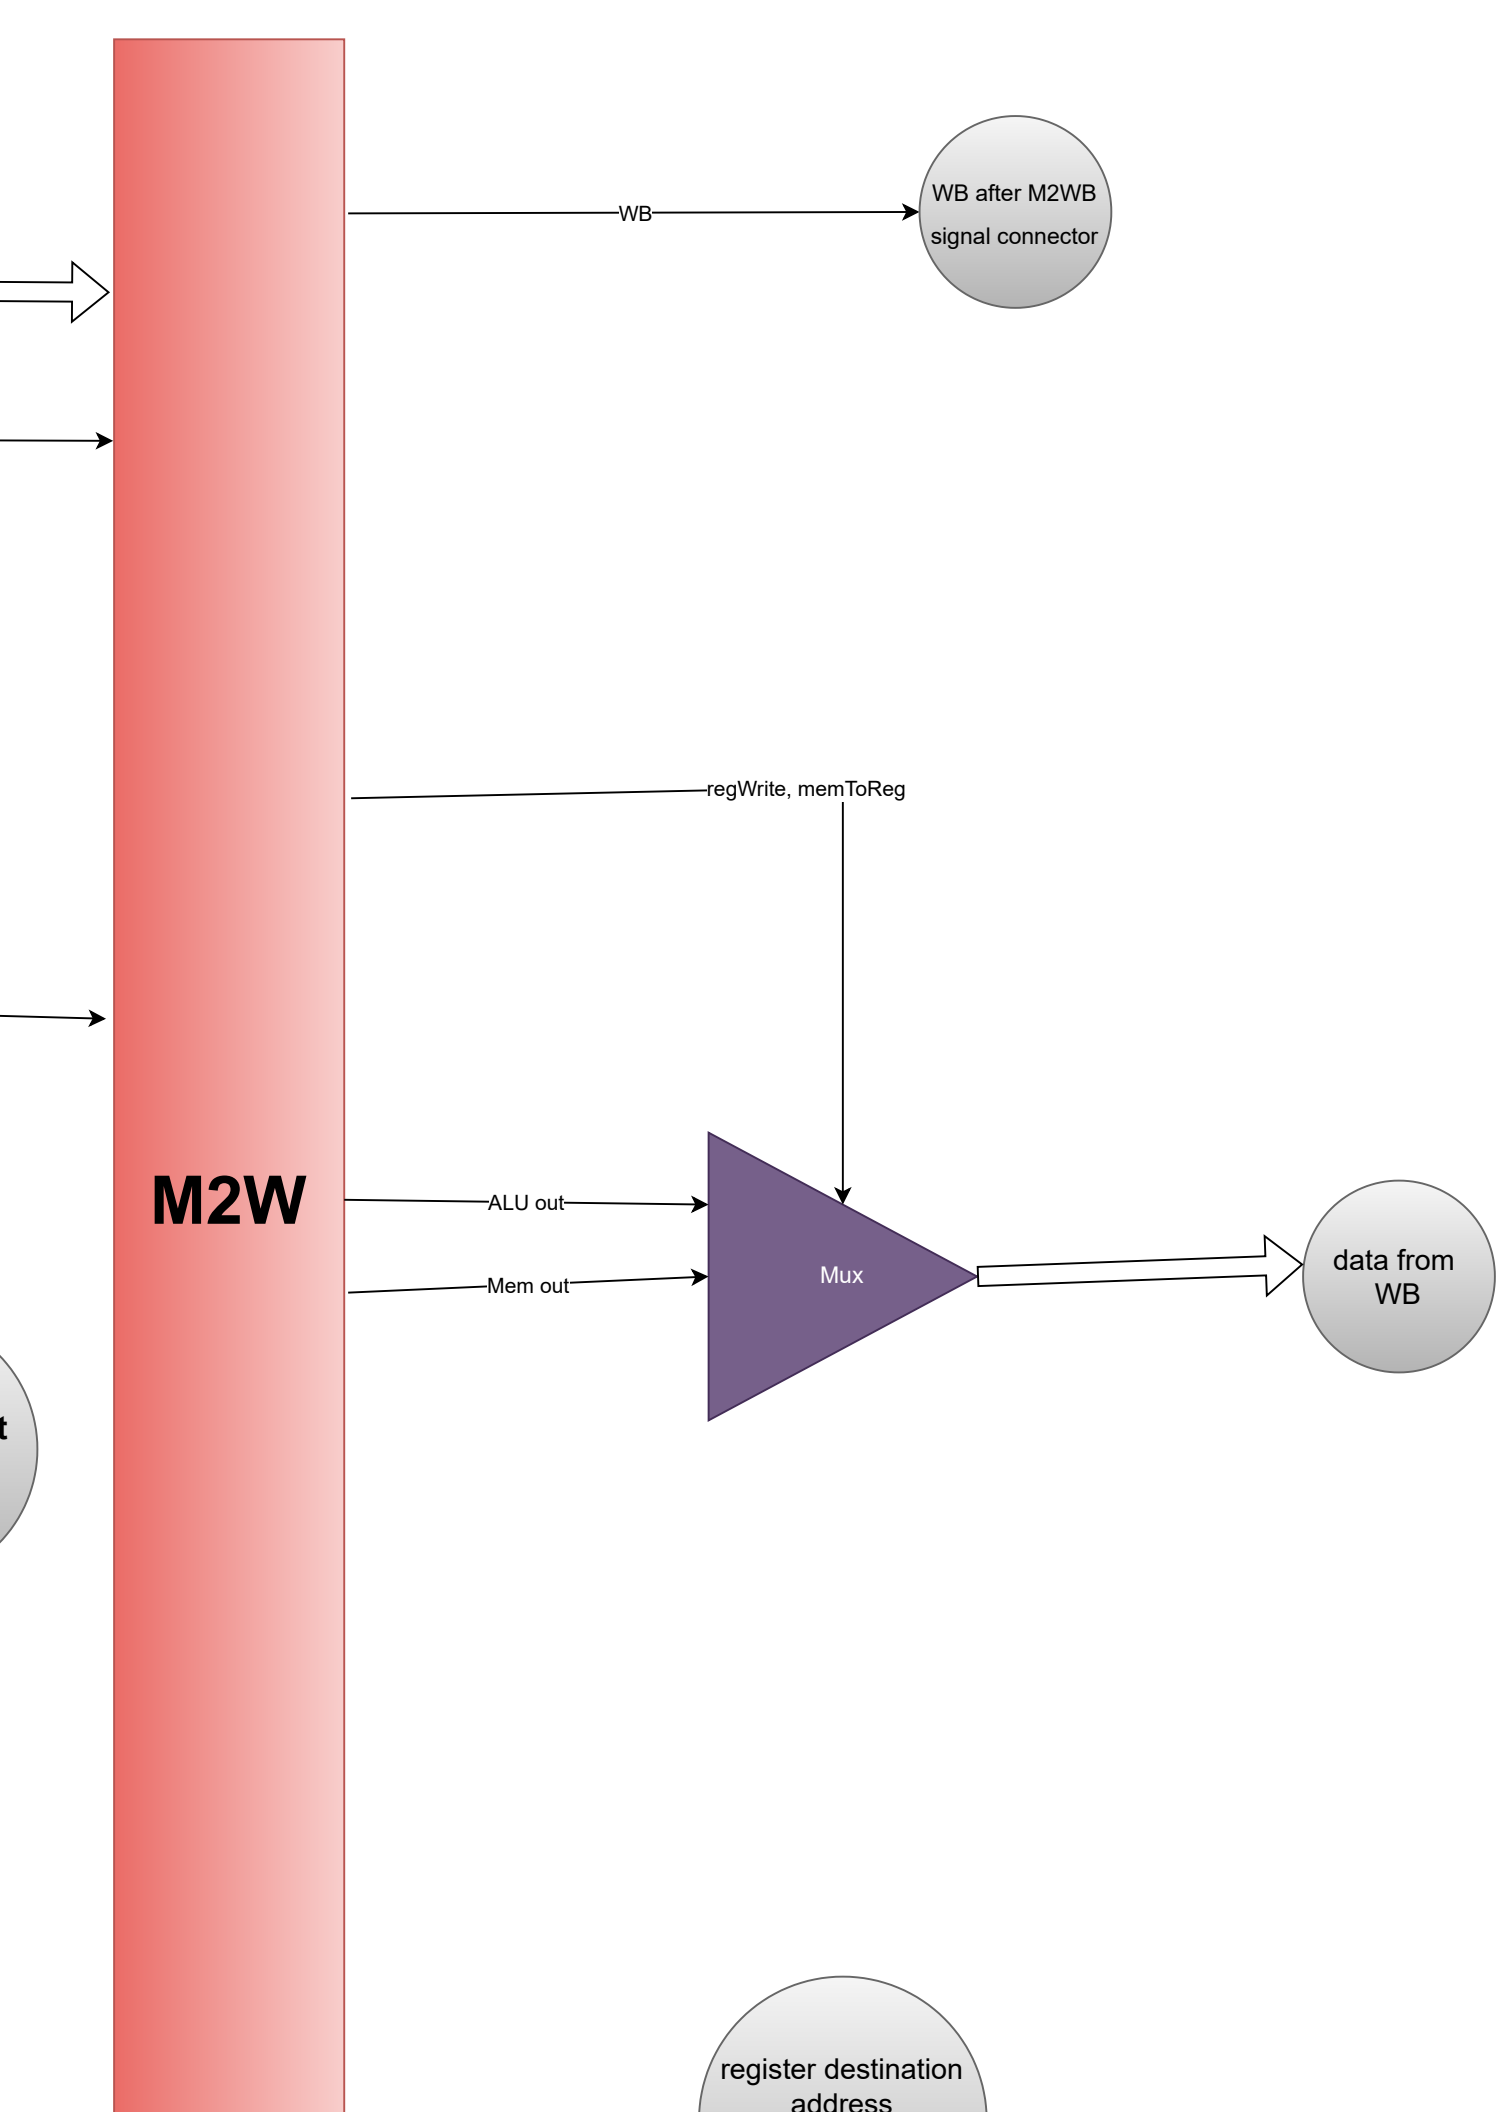 WB after M2WB
signal connector
WB
regWrite, memToReg
M2W
ALU out
Mem out
Mux
data from
WB
t
register destination
address